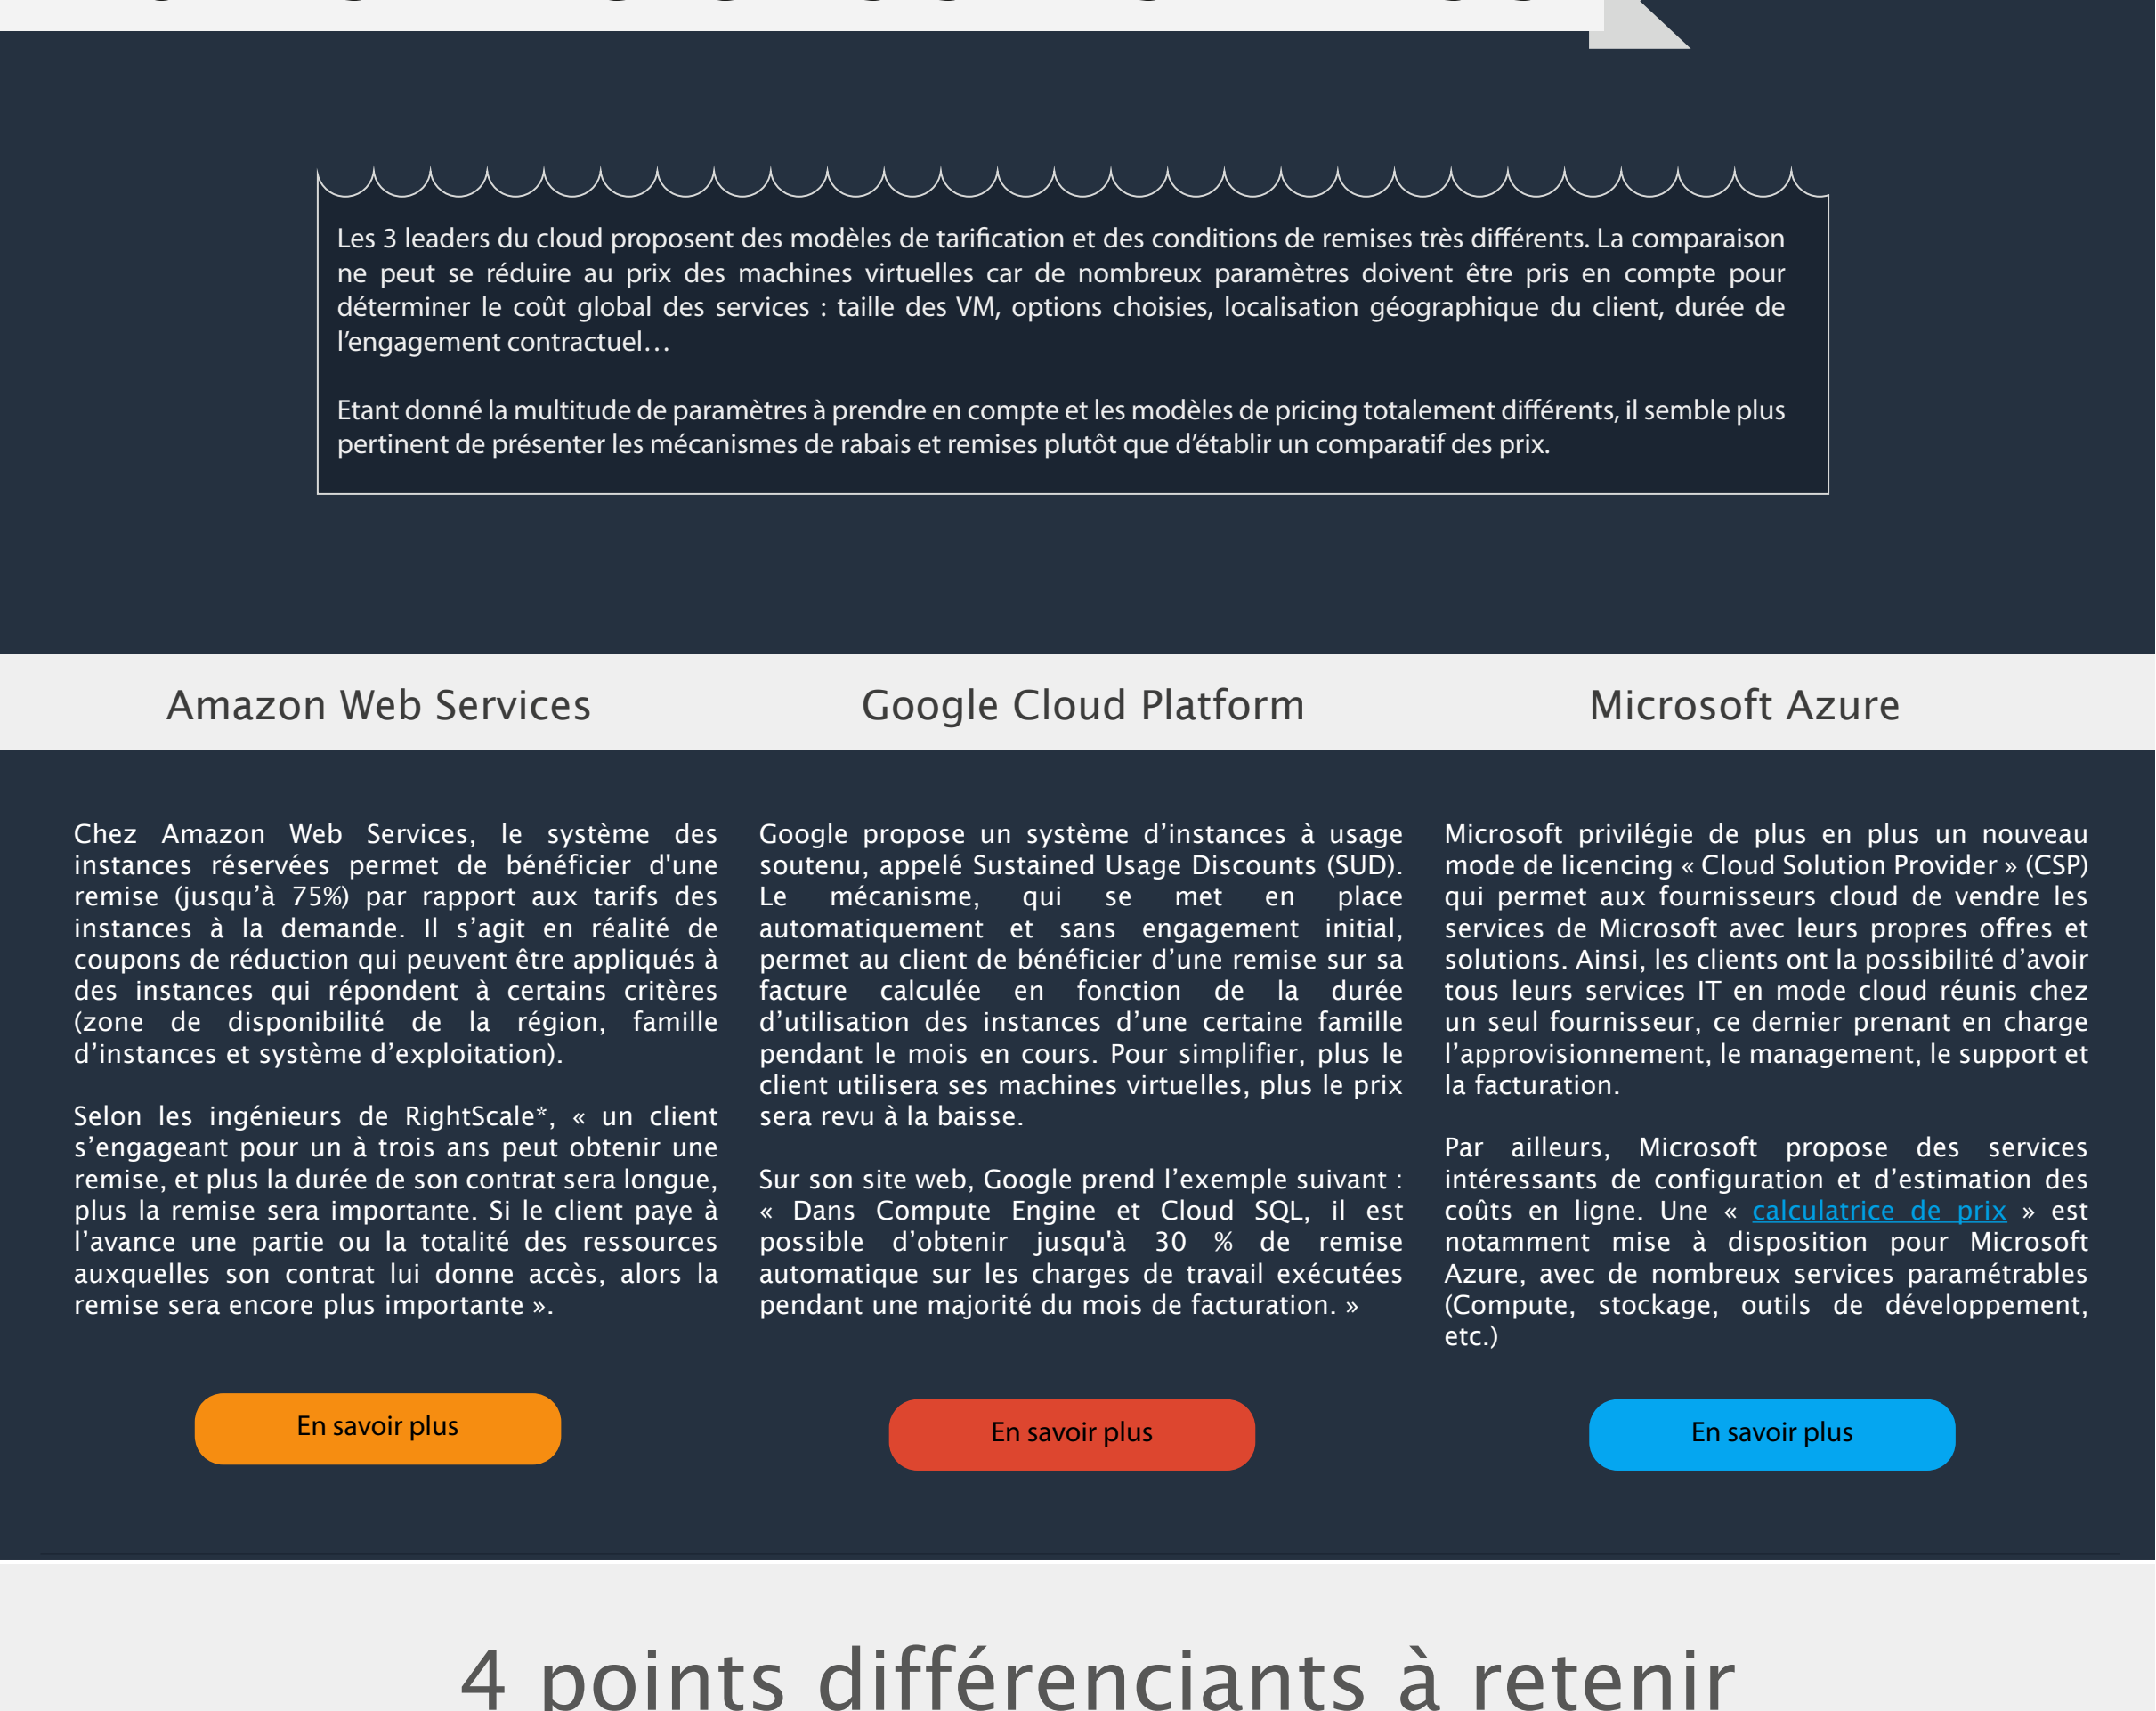 Les 3 leaders du cloud proposent des modèles de tarification et des conditions de remises très différents. La comparaison
ne peut se réduire au prix des machines virtuelles car de nombreux paramètres doivent être pris en compte pour
déterminer le coût global des services : taille des VM, options choisies, localisation géographique du client, durée de
l’engagement contractuel…
Etant donné la multitude de paramètres à prendre en compte et les modèles de pricing totalement différents, il semble plus
pertinent de présenter les mécanismes de rabais et remises plutôt que d’établir un comparatif des prix.
Amazon Web Services
Google Cloud Platform
Microsoft Azure
Chez Amazon Web Services, le système des
instances réservées permet de bénéficier d'une
remise (jusqu’à 75%) par rapport aux tarifs des
instances à la demande. Il s’agit en réalité de
coupons de réduction qui peuvent être appliqués à
des instances qui répondent à certains critères
(zone de disponibilité de la région, famille
d’instances et système d’exploitation).
Selon les ingénieurs de RightScale*, « un client
s’engageant pour un à trois ans peut obtenir une
remise, et plus la durée de son contrat sera longue,
plus la remise sera importante. Si le client paye à
l’avance une partie ou la totalité des ressources
auxquelles son contrat lui donne accès, alors la
remise sera encore plus importante ».
En savoir plus
Google propose un système d’instances à usage
soutenu, appelé Sustained Usage Discounts (SUD).
Le mécanisme, qui se met en place
automatiquement et sans engagement initial,
permet au client de bénéficier d’une remise sur sa
facture calculée en fonction de la durée
d’utilisation des instances d’une certaine famille
pendant le mois en cours. Pour simplifier, plus le
client utilisera ses machines virtuelles, plus le prix
sera revu à la baisse.
Sur son site web, Google prend l’exemple suivant :
« Dans Compute Engine et Cloud SQL, il est
possible d’obtenir jusqu'à 30 % de remise
automatique sur les charges de travail exécutées
pendant une majorité du mois de facturation. »
En savoir plus
Microsoft privilégie de plus en plus un nouveau
mode de licencing « Cloud Solution Provider » (CSP)
qui permet aux fournisseurs cloud de vendre les
services de Microsoft avec leurs propres offres et
solutions. Ainsi, les clients ont la possibilité d’avoir
tous leurs services IT en mode cloud réunis chez
un seul fournisseur, ce dernier prenant en charge
l’approvisionnement, le management, le support et
la facturation.
Par ailleurs, Microsoft propose des services
intéressants de configuration et d’estimation des
coûts en ligne. Une « calculatrice de prix » est
notamment mise à disposition pour Microsoft
Azure, avec de nombreux services paramétrables
(Compute, stockage, outils de développement,
etc.)
En savoir plus
4 points différenciants à retenir